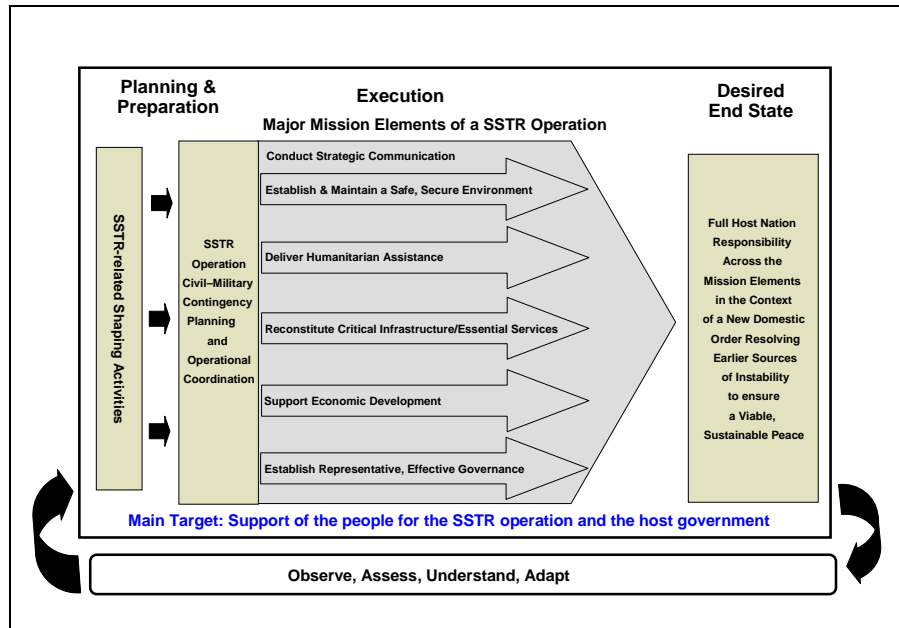 Planning &
Preparation
Execution
Major Mission Elements of a SSTR Operation
Desired
End State
SSTR-related Shaping Activities
SSTR
Operation
Civil–Military
Contingency
Planning
and
Operational
Coordination
Conduct Strategic Communication
Establish & Maintain a Safe, Secure Environment
Deliver Humanitarian Assistance
Reconstitute Critical Infrastructure/Essential Services
Support Economic Development
Establish Representative, Effective Governance
Full Host Nation
Responsibility
Across the
Mission Elements
in the Context
of a New Domestic
Order Resolving
Earlier Sources
of Instability
to ensure
a Viable,
Sustainable Peace
Main Target: Support of the people for the SSTR operation and the host government
Observe, Assess, Understand, Adapt